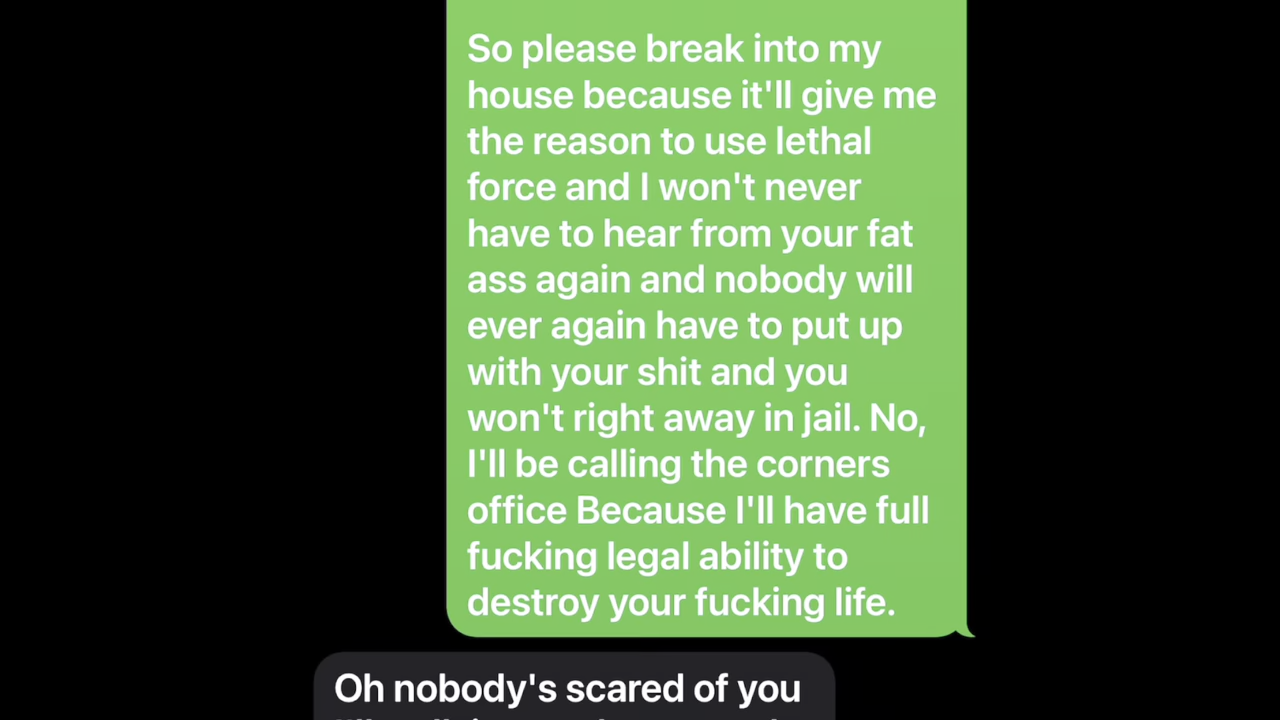 So please break into my
house because it'll give me
the reason to use lethal
force and I won't never
have to hear from your fat
ass again and nobody will
ever again have to put up
with your shit and you
won't right away in jail. No,
I'll be calling the corners
office Because I'll have full
fucking legal ability to
destroy your fucking life.
Oh nobody's scared of you